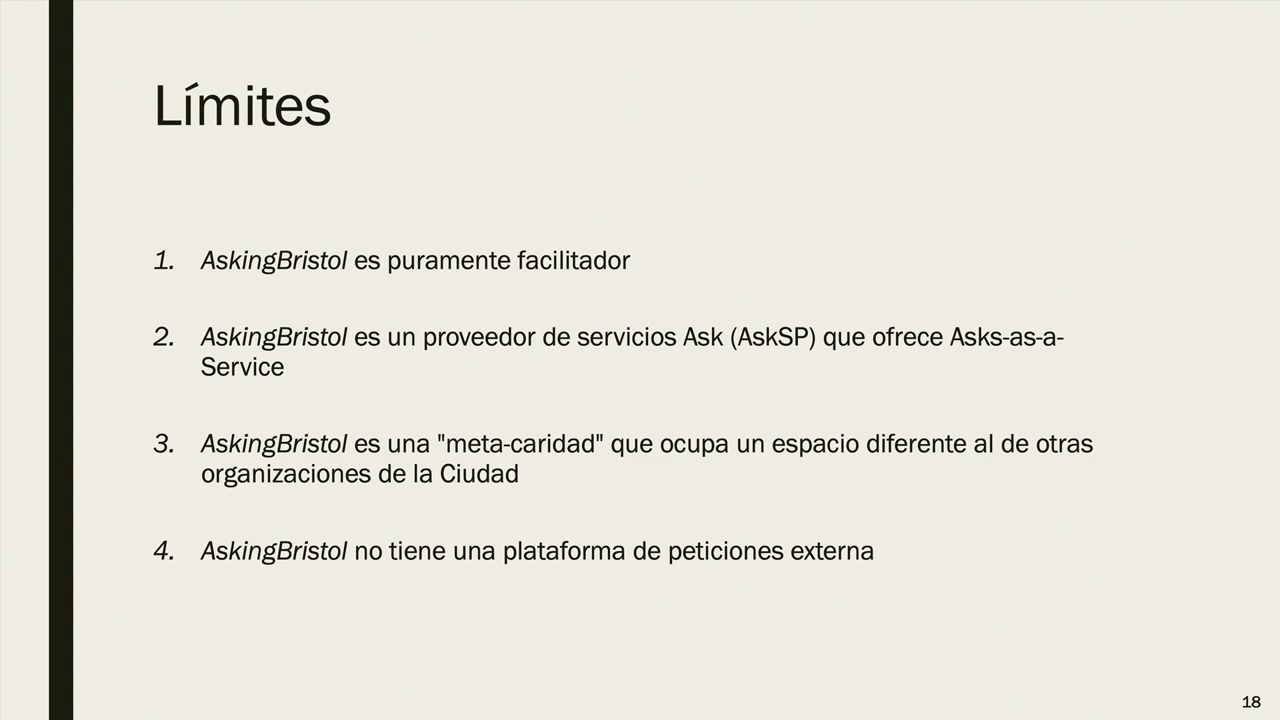 Límites
1. AskingBristol es puramente facilitador
2. AskingBristol es un proveedor de servicios Ask (AskSP) que ofrece Asks-as-a-
Service
3. AskingBristol es una "meta-caridad" que ocupa un espacio diferente al de otras
organizaciones de la Ciudad
4. AskingBristol no tiene una plataforma de peticiones externa
18